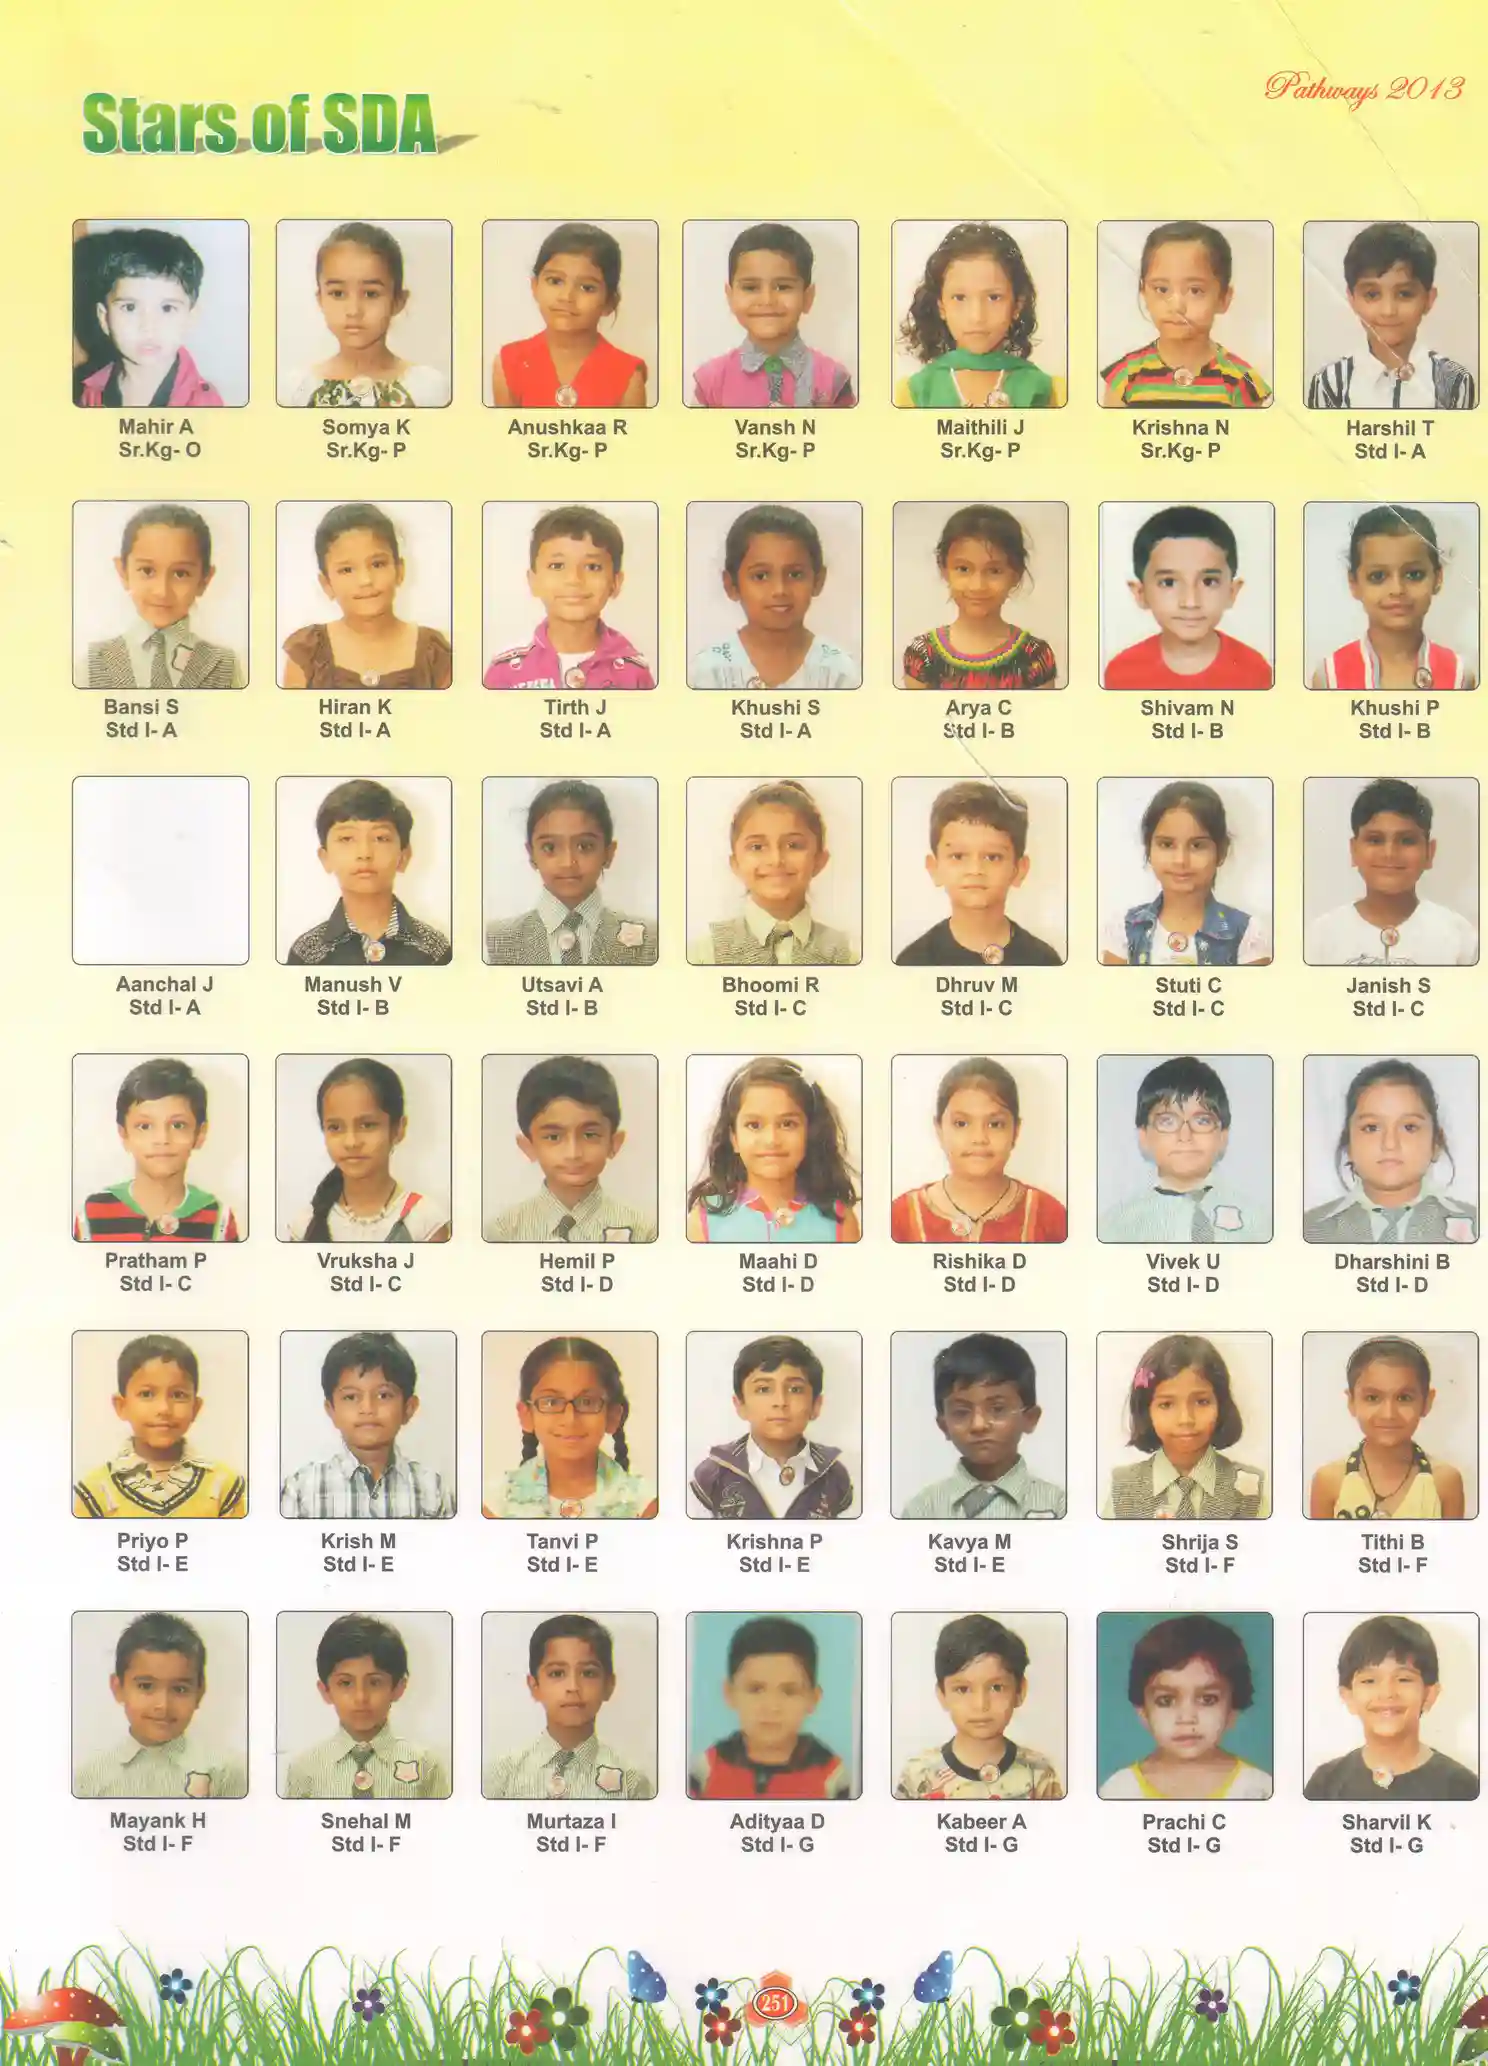 Pathways 2013
Stars of SDA
Mahir A
Sr.Kg- O
Somya K
Sr.Kg- P
Anushkaa R
Sr.Kg- P
Vansh N
Sr.Kg- P
Maithili J
Sr.Kg- P
Krishna N
Sr.Kg- P
Harshil T
Std I- A
Bansi S
Std I- A
Hiran K
Std I- A
Tirth J
Std I- A
Khushi S
Std I- A
Arya C
Std I- B
Shivam N
Std I- B
Khushi P
Std I- B
Aanchal J
Std I- A
Manush V
Std I- B
Utsavi A
Std I- B
Bhoomi R
Std I- C
Dhruv M
Std I- C
Stuti C
Std I- C
Janish S
Std I- C
Pratham P
Std I- C
Vruksha J
Std I- C
Hemil P
Std I- D
Maahi D
Std I- D
Rishika D
Std I- D
Vivek U
Std I- D
Dharshini B
Std I- D
Priyo P
Std I- E
Krish M
Std I- E
Tanvi P
Std I- E
Krishna P
Std I- E
Kavya M
Std I- E
Shrija S
Std I- F
Tithi B
Std I- F
Mayank H
Std I- F
Snehal M
Std I- F
Murtaza I
Std I- F
Adityaa D
Std I- G
Kabeer A
Std I- G
Prachi C
Std I- G
Sharvil K
Std I- G
251